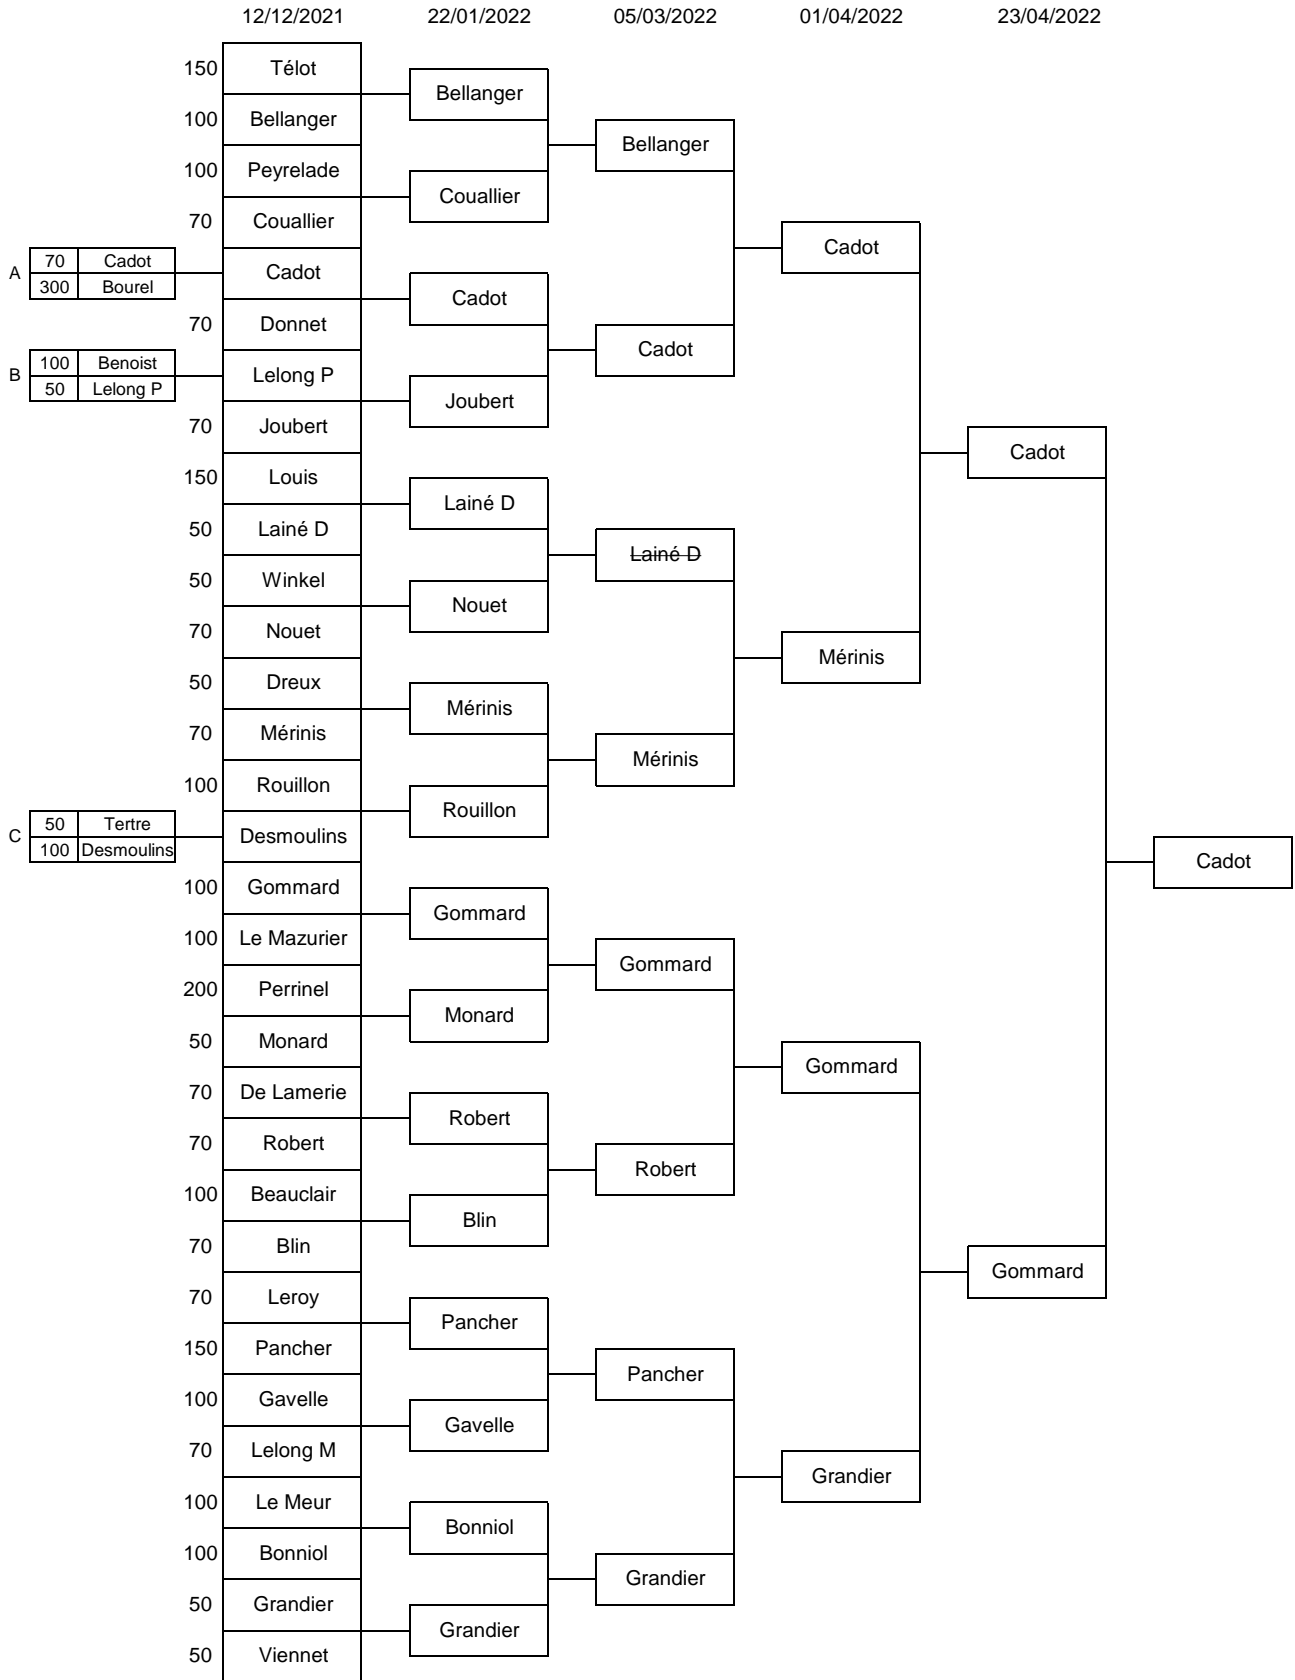 12/12/2021 22/01/2022 05/03/2022 01/04/2022 23/04/2022
150 Télot
Bellanger
100 Bellanger
Bellanger
100 Peyrelade
Couallier
70 Couallier
Cadot
A 70 Cadot
300 Bourel
Cadot
Cadot
70 Donnet
Cadot
B 100 Benoist
50 Lelong P
Lelong P
Joubert
70 Joubert
Cadot
150 Louis
Lainé D
50 Lainé D
Lainé D
50 Winkel
Nouet
70 Nouet
Mérinis
50 Dreux
Mérinis
70 Mérinis
Mérinis
100 Rouillon
Rouillon
C 50 Tertre
100 Desmoulins
Desmoulins
Cadot
100 Gommard
Gommard
100 Le Mazurier
Gommard
200 Perrinel
Monard
50 Monard
Gommard
70 De Lamerie
Robert
70 Robert
Robert
100 Beauclair
Blin
70 Blin
Gommard
70 Leroy
Pancher
150 Pancher
Pancher
100 Gavelle
Gavelle
70 Lelong M
Grandier
100 Le Meur
Bonniol
100 Bonniol
Grandier
50 Grandier
Grandier
50 Viennet